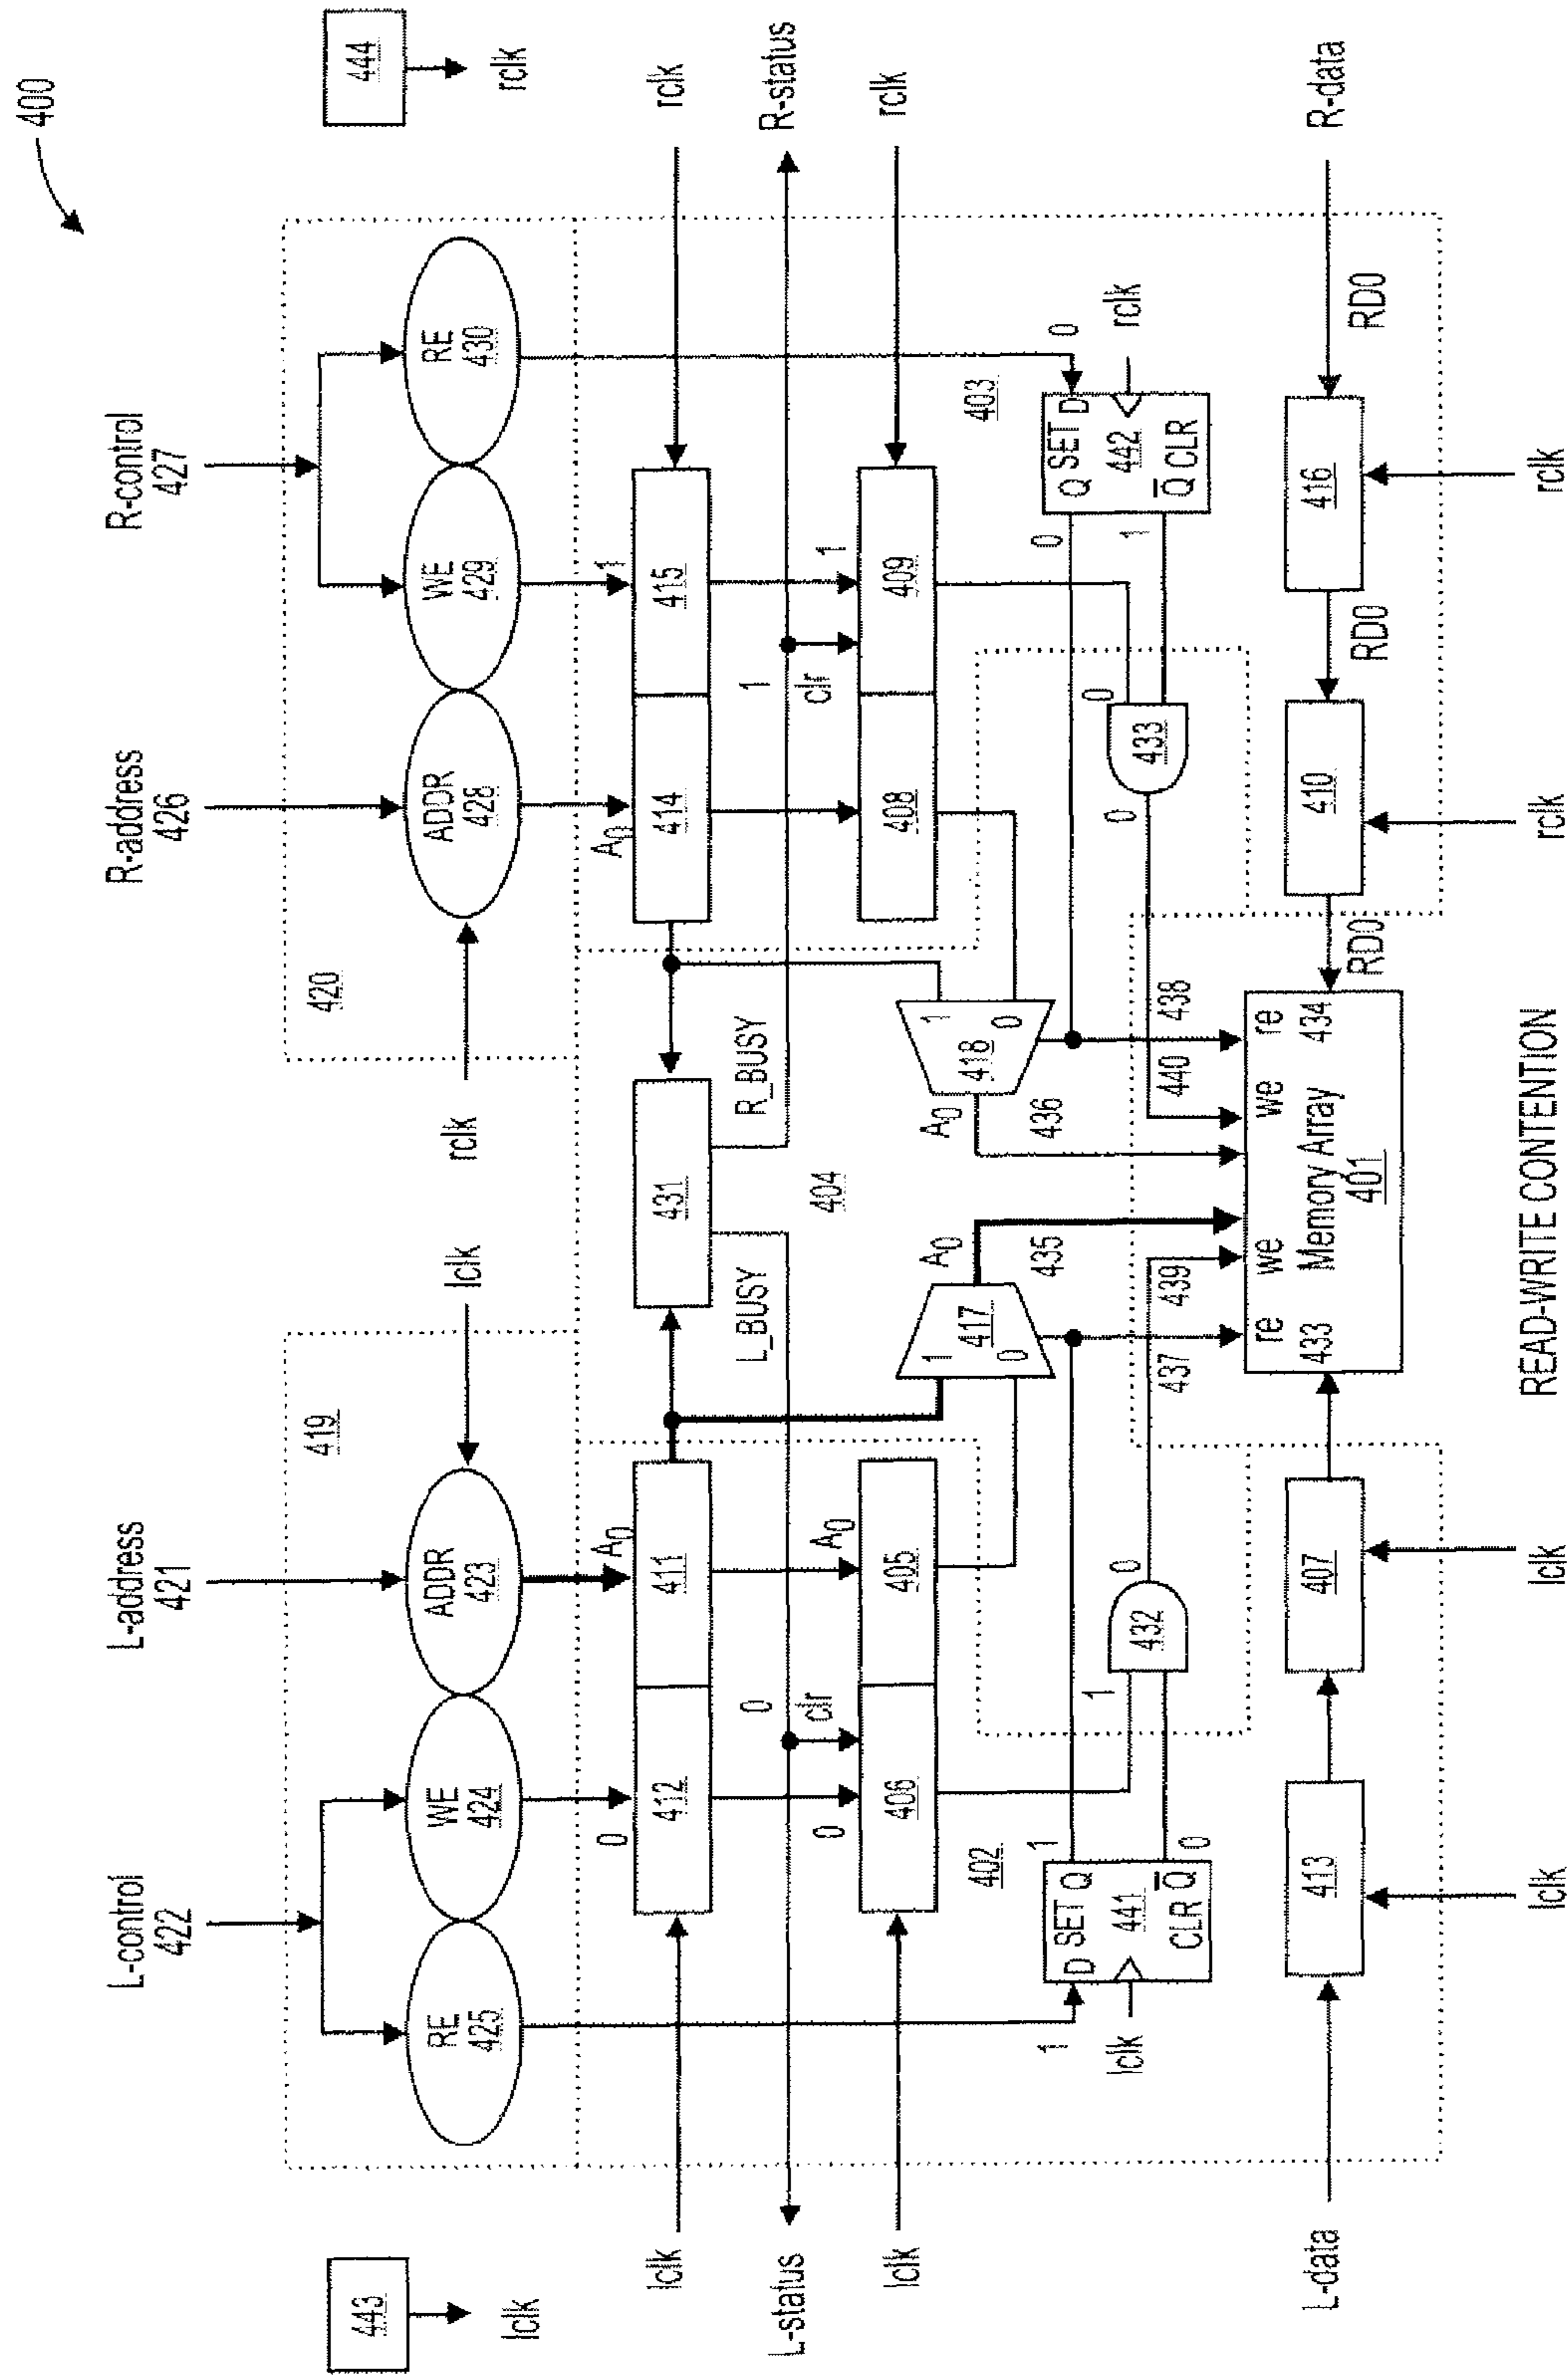 400
443
lclk
444
rclk
L-control
422
L-address
421
R-address
426
R-control
427
419
420
RE
425
WE
424
ADDR
423
lclk
rclk
ADDR
428
WE
429
RE
430
lclk
0
412
A0
411
431
A0
414
1
415
rclk
L-status
0
L_BUSY
R_BUSY
1
R-status
clr
clr
lclk
0
406
A0
405
404
408
1
409
rclk
402
403
1
0
417
A0
435
1
0
418
A0
436
1
D SET Q
441
CLR Q
lclk
1
0
1
432
0
437
439
440
438
0
433
0
0
1
Q SET D
442
Q CLR
0
rclk
re
we
we
re
433
434
Memory Array
401
L-data
413
407
lclk
lclk
RD0
410
RD0
416
RD0
R-data
rclk
rclk
READ-WRITE CONTENTION